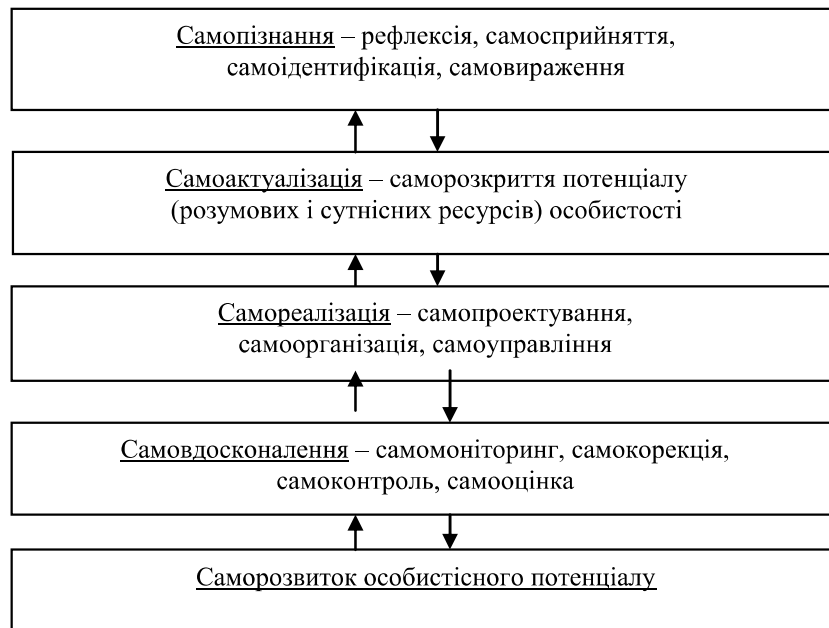 Самопізнання – рефлексія, самосприйняття,
самоідентифікація, самовираження
Самоактуалізація – саморозкриття потенціалу
(розумових і сутнісних ресурсів) особистості
Самореалізація – самопроектування,
самоорганізація, самоуправління
Самовдосконалення – самомоніторинг, самокорекція,
самоконтроль, самооцінка
Саморозвиток особистісного потенціалу